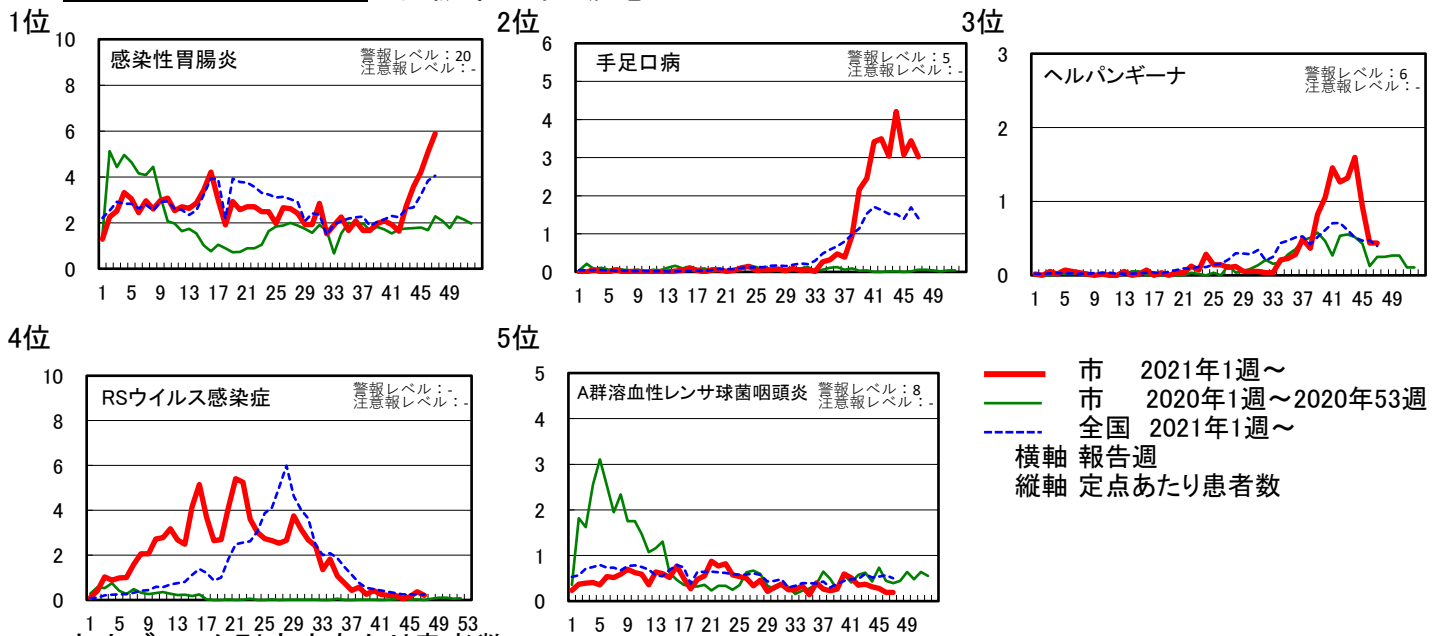 1位
感染性胃腸炎
警報レベル：20
注意報レベル：-
10
8
6
4
2
0
1 5 9 13 17 21 25 29 33 37 41 45 49
2位
手足口病
警報レベル：5
注意報レベル：-
6
5
4
3
2
1
0
1 5 9 13 17 21 25 29 33 37 41 45 49
3位
ヘルパンギーナ
警報レベル：6
注意報レベル：-
3
2
1
0
1 5 9 13 17 21 25 29 33 37 41 45 49
4位
RSウイルス感染症
警報レベル：-
注意報レベル：-
10
8
6
4
2
0
1 5 9 13 17 21 25 29 33 37 41 45 49 53
5位
A群溶血性レンサ球菌咽頭炎
警報レベル：8
注意報レベル：-
5
4
3
2
1
0
1 5 9 13 17 21 25 29 33 37 41 45 49
市 2021年1週～
市 2020年1週～2020年53週
全国 2021年1週～
横軸 報告週
縦軸 定点あたり患者数